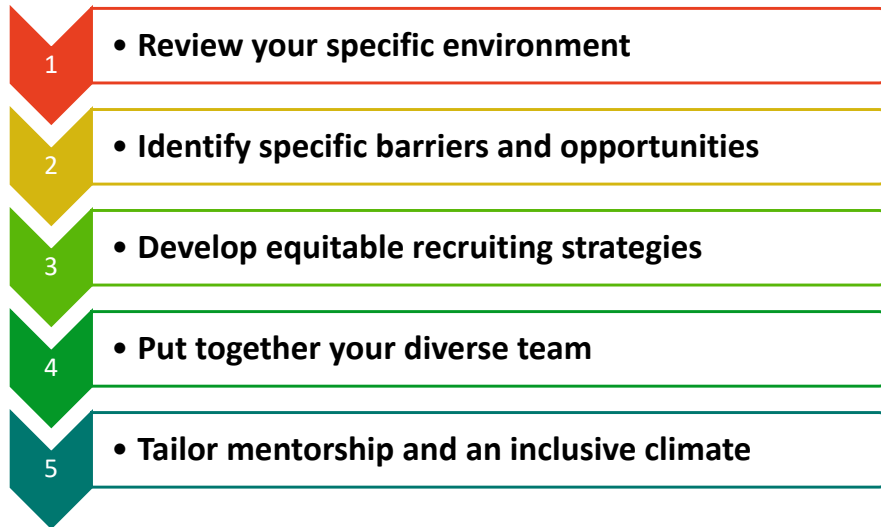 1 • Review your specific environment
2 • Identify specific barriers and opportunities
3 • Develop equitable recruiting strategies
4 • Put together your diverse team
5 • Tailor mentorship and an inclusive climate